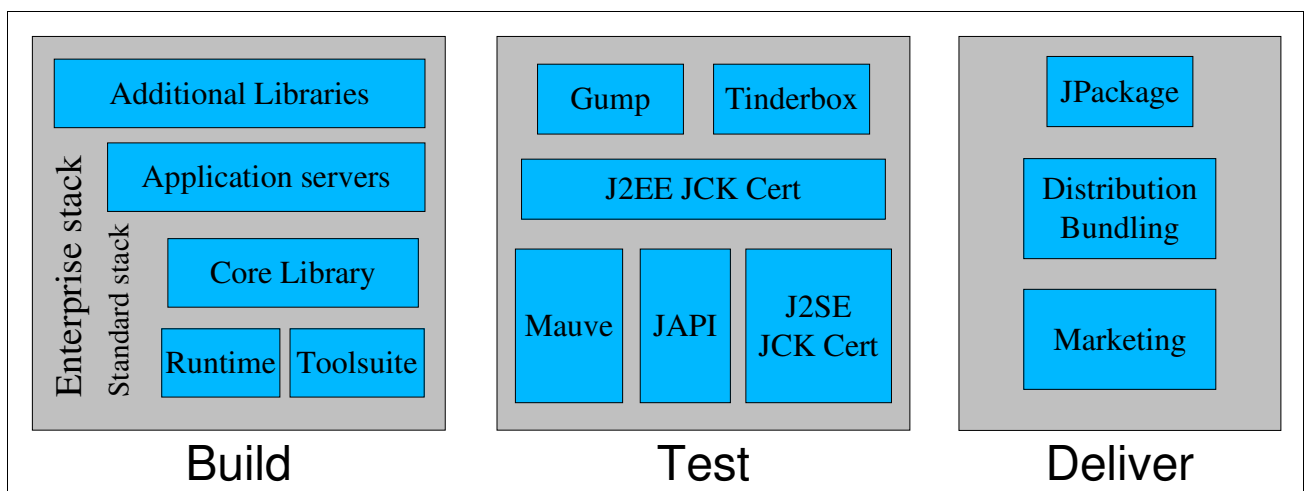 Additional Libraries
Application servers
Enterprise stack
Standard stack
Core Library
Runtime
Toolsuite
Build
Gump
Tinderbox
J2EE JCK Cert
Mauve
JAPI
J2SE
JCK Cert
Test
JPackage
Distribution
Bundling
Marketing
Deliver